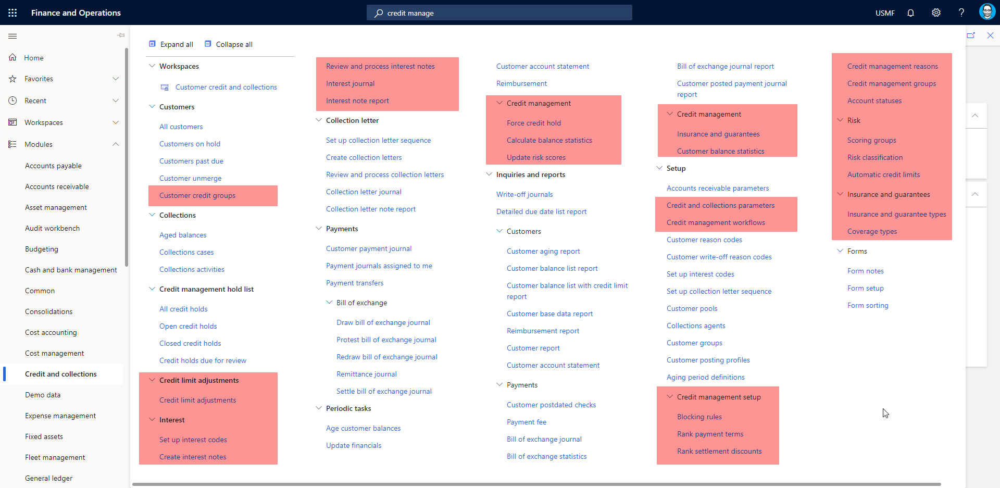 Finance and Operations
credit manage
USMF
Home
Favorites
Recent
Workspaces
Modules
Accounts payable
Accounts receivable
Asset management
Audit workbench
Budgeting
Cash and bank management
Common
Consolidations
Cost accounting
Cost management
Credit and collections
Demo data
Expense management
Fixed assets
Fleet management
General ledger
Expand all
Collapse all
Workspaces
Customer credit and collections
Customers
All customers
Customers on hold
Customers past due
Customer unmerge
Customer credit groups
Collections
Aged balances
Collections cases
Collections activities
Credit management hold list
All credit holds
Open credit holds
Closed credit holds
Credit holds due for review
Credit limit adjustments
Credit limit adjustments
Interest
Set up interest codes
Create interest notes
Review and process interest notes
Interest journal
Interest note report
Collection letter
Set up collection letter sequence
Create collection letters
Review and process collection letters
Collection letter journal
Collection letter note report
Payments
Customer payment journal
Payment journals assigned to me
Payment transfers
Bill of exchange
Draw bill of exchange journal
Protest bill of exchange journal
Redraw bill of exchange journal
Remittance journal
Settle bill of exchange journal
Periodic tasks
Age customer balances
Update financials
Customer account statement
Reimbursement
Credit management
Force credit hold
Calculate balance statistics
Update risk scores
Inquiries and reports
Write-off journals
Detailed due date list report
Customers
Customer aging report
Customer balance list report
Customer balance list with credit limit
report
Customer base data report
Reimbursement report
Customer report
Customer account statement
Payments
Customer postdated checks
Payment fee
Bill of exchange journal
Bill of exchange statistics
Bill of exchange journal report
Customer posted payment journal
report
Credit management
Insurance and guarantees
Customer balance statistics
Setup
Accounts receivable parameters
Credit and collections parameters
Credit management workflows
Customer reason codes
Customer write-off reason codes
Set up interest codes
Set up collection letter sequence
Customer pools
Collections agents
Customer groups
Customer posting profiles
Aging period definitions
Credit management setup
Blocking rules
Rank payment terms
Rank settlement discounts
Credit management reasons
Credit management groups
Account statuses
Risk
Scoring groups
Risk classification
Automatic credit limits
Insurance and guarantees
Insurance and guarantee types
Coverage types
Forms
Form notes
Form setup
Form sorting